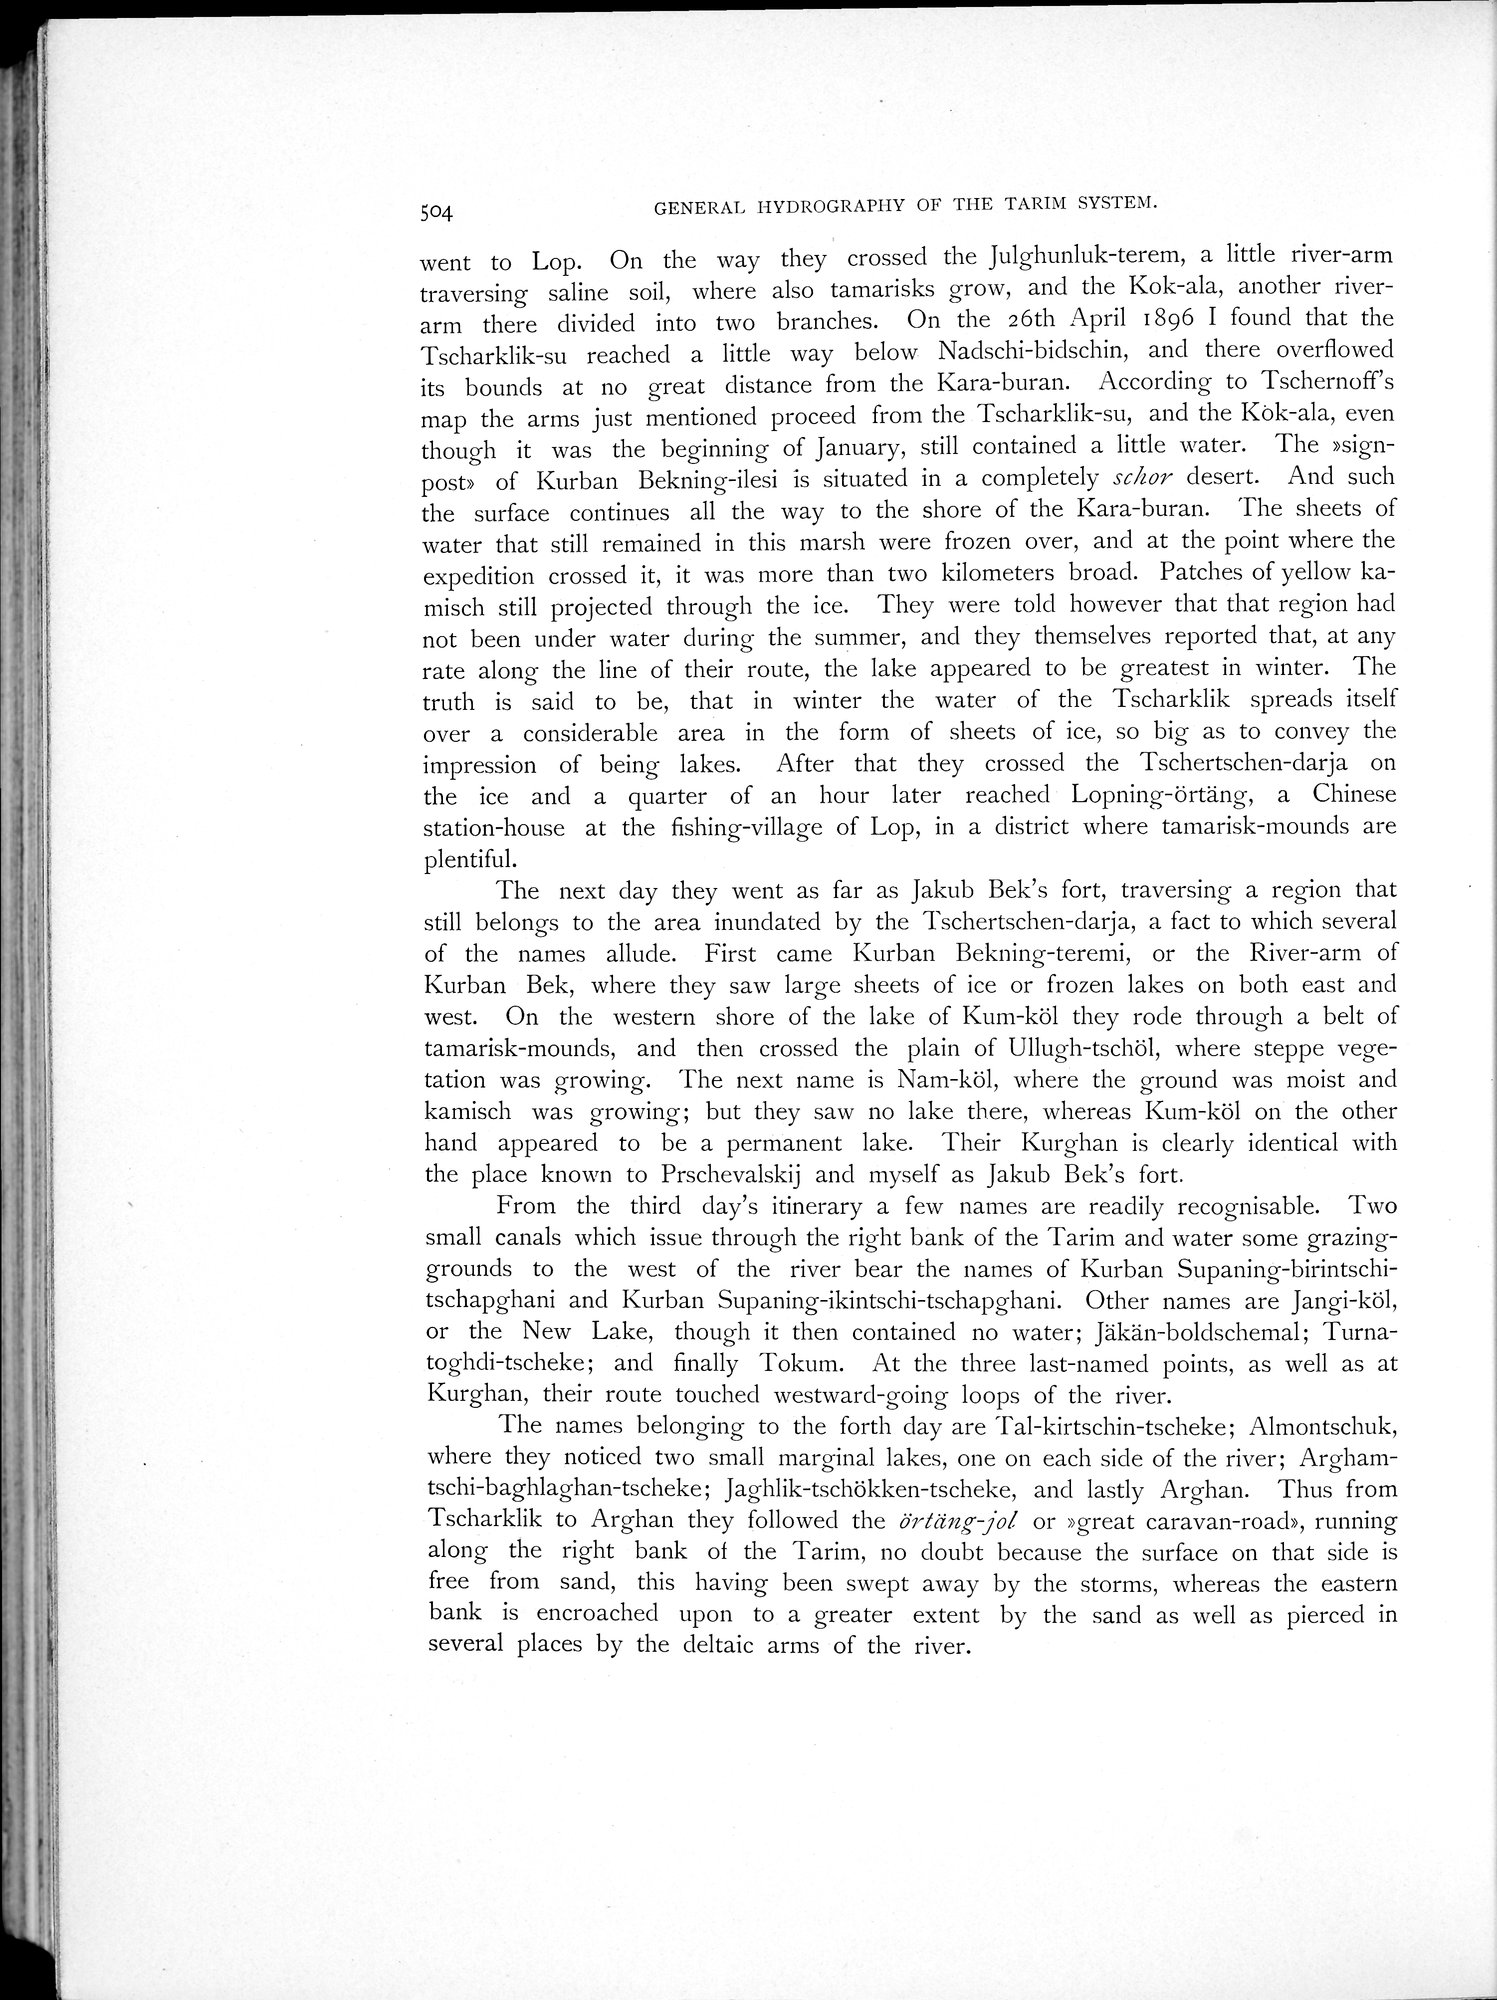 504 GENERAL HYDROGRAPHY OF THE TARIM SYSTEM.
went to Lop. On the way they crossed the Julghunluk-terem, a little river-arm
traversing saline soil, where also tamarisks grow, and the Kok-ala, another river-
arm there divided into two branches. On the 26th April 1896 I found that the
Tscharklik-su reached a little way below Nadschi-bidschin, and there overflowed
its bounds at no great distance from the Kara-buran. According to Tschernoff's
map the arms just mentioned proceed from the Tscharklik-su, and the Kök-ala, even
though it was the beginning of January, still contained a little water. The »sign-
post» of Kurban Bekning-ilesi is situated in a completely schor desert. And such
the surface continues all the way to the shore of the Kara-buran. The sheets of
water that still remained in this marsh were frozen over, and at the point where the
expedition crossed it, it was more than two kilometers broad. Patches of yellow ka-
misch still projected through the ice. They were told however that that region had
not been under water during the summer, and they themselves reported that, at any
rate along the line of their route, the lake appeared to be greatest in winter. The
truth is said to be, that in winter the water of the Tscharklik spreads itself
over a considerable area in the form of sheets of ice, so big as to convey the
impression of being lakes. After that they crossed the Tschertschen-darja on
the ice and a quarter of an hour later reached Lopning-örtäng, a Chinese
station-house at the fishing-village of Lop, in a district where tamarisk-mounds are
plentiful.
The next day they went as far as Jakub Bek's fort, traversing a region that
still belongs to the area inundated by the Tschertschen-darja, a fact to which several
of the names allude. First came Kurban Bekning-teremi, or the River-arm of
Kurban Bek, where they saw large sheets of ice or frozen lakes on both east and
west. On the western shore of the lake of Kum-köl they rode through a belt of
tamarisk-mounds, and then crossed the plain of Ullugh-tschöl, where steppe vege-
tation was growing. The next name is Nam-köl, where the ground was moist and
kamisch was growing; but they saw no lake there, whereas Kum-köl on the other
hand appeared to be a permanent lake. Their Kurghan is clearly identical with
the place known to Prschevalskij and myself as Jakub Bek's fort.
From the third day's itinerary a few names are readily recognisable. Two
small canals which issue through the right bank of the Tarim and water some grazing-
grounds to the west of the river bear the names of Kurban Supaning-birintschi-
tschapghani and Kurban Supaning-ikintschi-tschapghani. Other names are Jangi-köl,
or the New Lake, though it then contained no water; Jäkän-boldschemal; Turna-
toghdi-tscheke; and finally Tokum. At the three last-named points, as well as at
Kurghan, their route touched westward-going loops of the river.
The names belonging to the forth day are Tal-kirtschin-tscheke; Almontschuk,
where they noticed two small marginal lakes, one on each side of the river; Argham-
tschi-baghlaghan-tscheke; Jaghlik-tschökken-tscheke, and lastly Arghan. Thus from
Tscharklik to Arghan they followed the örtäng-jol or »great caravan-road», running
along the right bank of the Tarim, no doubt because the surface on that side is
free from sand, this having been swept away by the storms, whereas the eastern
bank is encroached upon to a greater extent by the sand as well as pierced in
several places by the deltaic arms of the river.